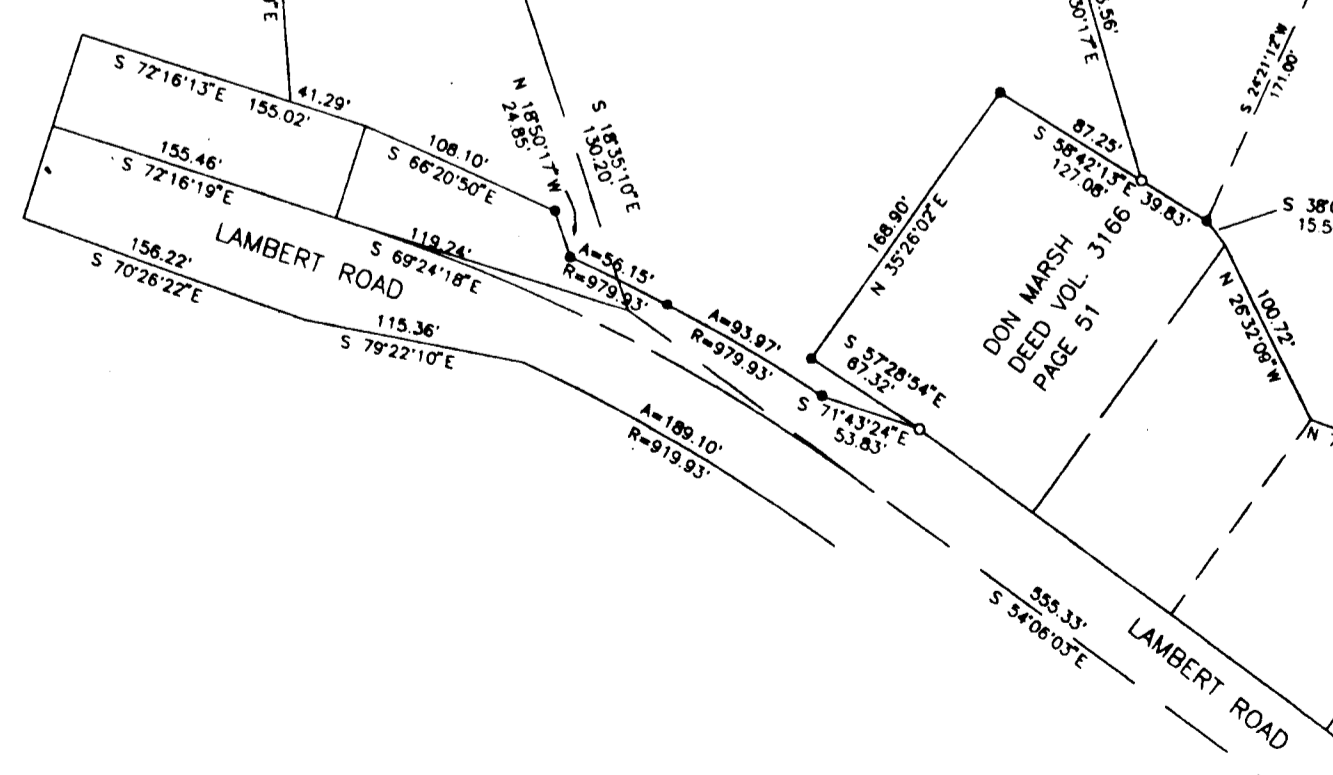 S 72°16'13"E 155.02'
41.29'
155.46'
S 72°16'19"E
108.10'
S 66°20'50"E
N 18°50'17"W
24.85'
S 18°35'10"E
130.20'
LAMBERT ROAD
156.22'
S 70°26'22"E
119.24'
S 69°24'18"E
115.36'
S 79°22'10"E
A=56.15'
R=979.93'
A=93.97'
R=979.93'
A=189.10'
R=919.93'
168.90'
N 35°26'02"E
S 57°28'54"E
67.32'
S 71°43'24"E
53.83'
87.25'
S 58°42'13"E
127.08'
39.83'
DON MARSH
DEED VOL. 3166
PAGE 51
S 24°21'12"W
171.00'
100.72'
N 26°32'09"W
555.33'
S 54°06'03"E
LAMBERT ROAD